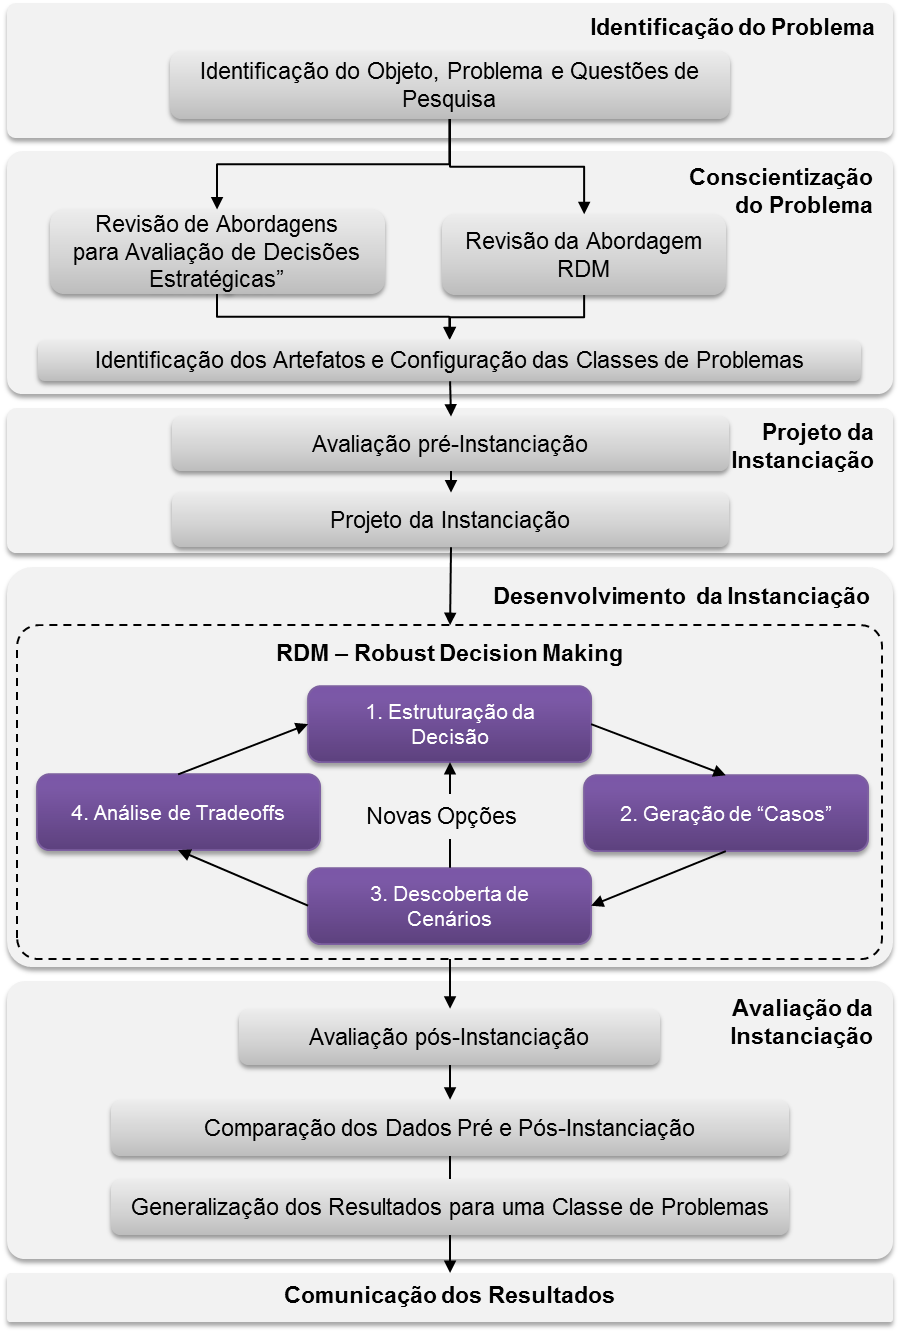 Identificação do Problema
Identificação do Objeto, Problema e Questões de
Pesquisa
Conscientização
do Problema
Revisão de Abordagens
para Avaliação de Decisões
Estratégicas”
Revisão da Abordagem
RDM
Identificação dos Artefatos e Configuração das Classes de Problemas
Projeto da
Instanciação
Avaliação pré-Instanciação
Projeto da Instanciação
Desenvolvimento da Instanciação
RDM – Robust Decision Making
1. Estruturação da
Decisão
4. Análise de Tradeoffs
2. Geração de “Casos”
Novas Opções
3. Descoberta de
Cenários
Avaliação da
Instanciação
Avaliação pós-Instanciação
Comparação dos Dados Pré e Pós-Instanciação
Generalização dos Resultados para uma Classe de Problemas
Comunicação dos Resultados